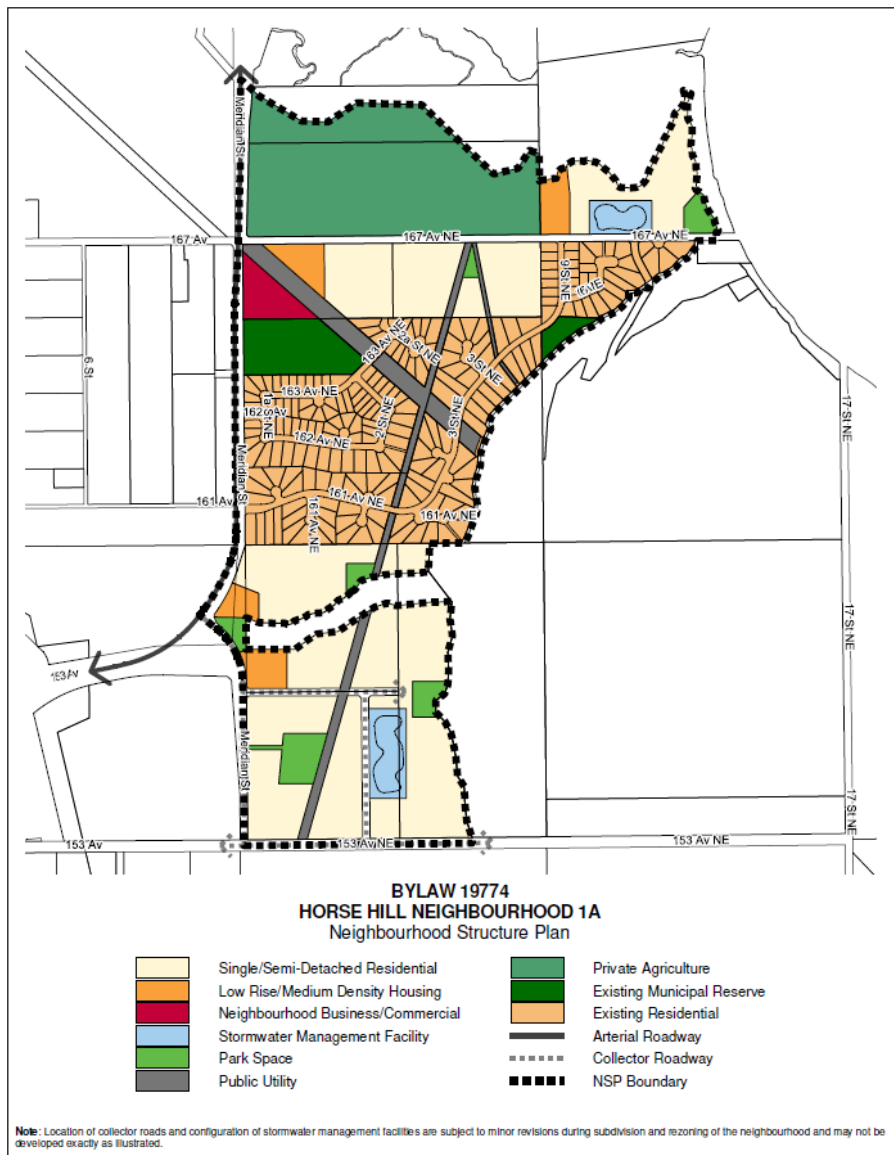 Meridian St
167 Av
167 Av NE
167 Av NE
9 St NE
163 Av NE
2a St NE
3 St NE
6 St
163 Av NE
162 Av
1a St NE
2 St NE
3 St NE
162 Av NE
17 St NE
Meridian St
161 Av
161 Av NE
161 Av NE
161 Av NE
17 St NE
153 Av
Meridian St
17 St NE
153 Av
153 Av NE
153 Av NE
BYLAW 19774
HORSE HILL NEIGHBOURHOOD 1A
Neighbourhood Structure Plan
Single/Semi-Detached Residential
Low Rise/Medium Density Housing
Neighbourhood Business/Commercial
Stormwater Management Facility
Park Space
Public Utility
Private Agriculture
Existing Municipal Reserve
Existing Residential
Arterial Roadway
Collector Roadway
NSP Boundary
Note: Location of collector roads and configuration of stormwater management facilities are subject to minor revisions during subdivision and rezoning of the neighbourhood and may not be
developed exactly as illustrated.